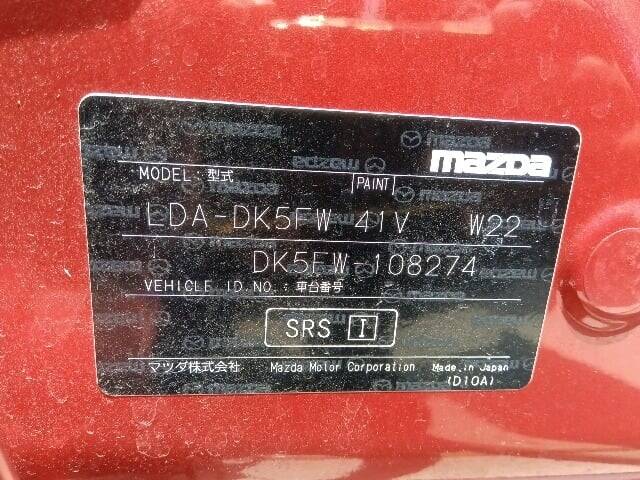 mazda
MODEL : 型式 PAINT
LDA-DK5FW 41V W22
DK5FW-108274
VEHICLE ID.NO. : 車台番号
SRS I
マツダ株式会社 Mazda Motor Corporation Made in Japan
(D10A)